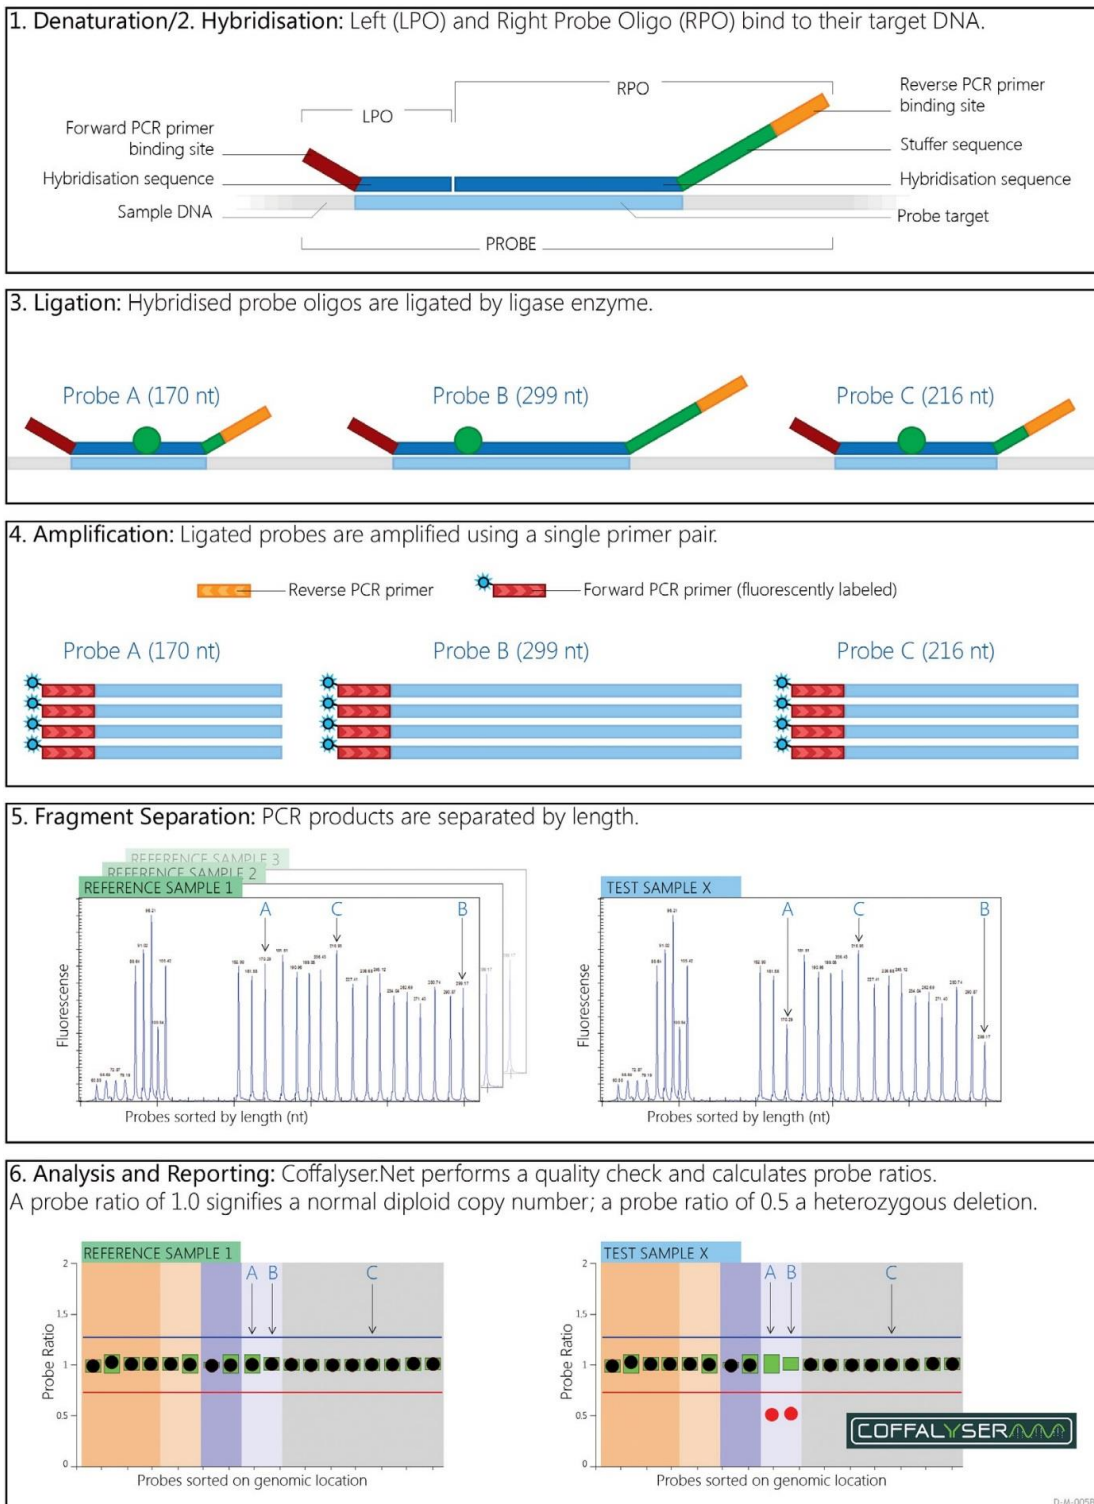 1. Denaturation/2. Hybridisation: Left (LPO) and Right Probe Oligo (RPO) bind to their target DNA.
RPO
LPO
Reverse PCR primer
binding site
Forward PCR primer
binding site
Stuffer sequence
Hybridisation sequence
Hybridisation sequence
Sample DNA
Probe target
PROBE
3. Ligation: Hybridised probe oligos are ligated by ligase enzyme.
Probe A (170 nt)
Probe B (299 nt)
Probe C (216 nt)
4. Amplification: Ligated probes are amplified using a single primer pair.
Reverse PCR primer
Forward PCR primer (fluorescently labeled)
Probe A (170 nt)
Probe B (299 nt)
Probe C (216 nt)
5. Fragment Separation: PCR products are separated by length.
REFERENCE SAMPLE 3
REFERENCE SAMPLE 2
REFERENCE SAMPLE 1
A
C
B
Fluorescense
Probes sorted by length (nt)
TEST SAMPLE X
A
C
B
Fluorescense
Probes sorted by length (nt)
6. Analysis and Reporting: Coffalyser.Net performs a quality check and calculates probe ratios.
A probe ratio of 1.0 signifies a normal diploid copy number; a probe ratio of 0.5 a heterozygous deletion.
REFERENCE SAMPLE 1
A B C
2
1.5
1
0.5
0
Probe Ratio
Probes sorted on genomic location
TEST SAMPLE X
A B C
2
1.5
1
0.5
0
Probe Ratio
COFFALYSER
Probes sorted on genomic location